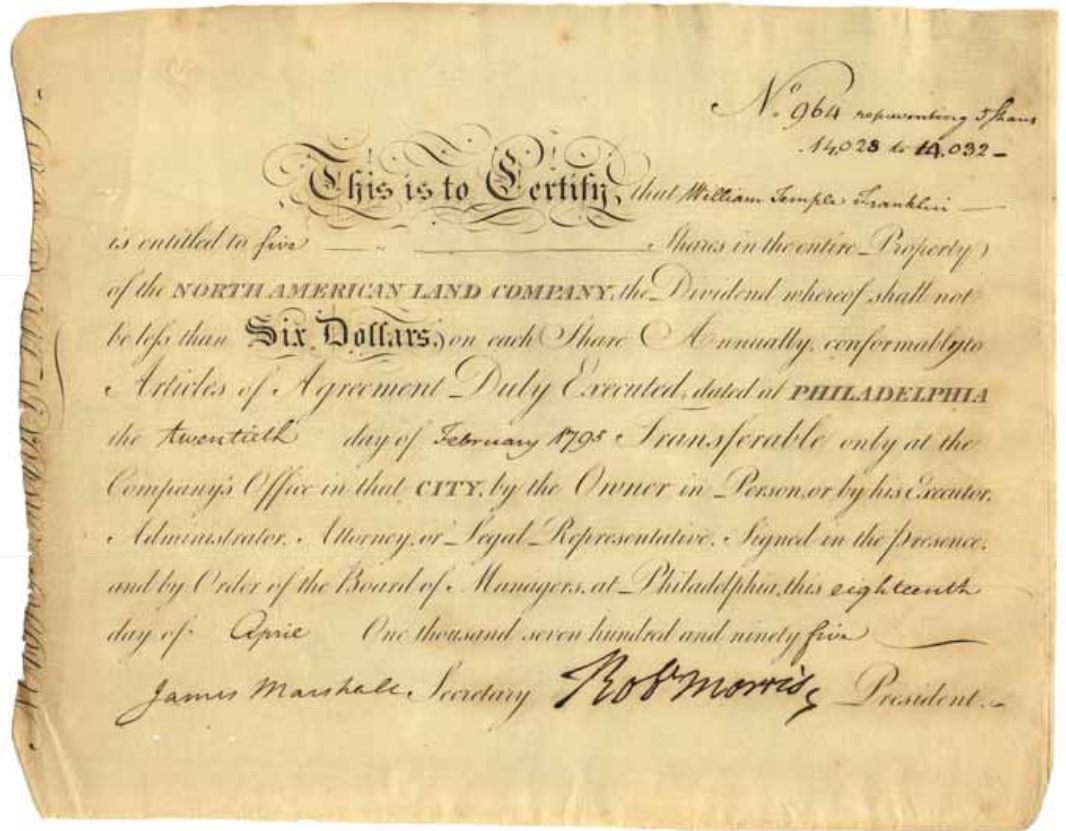 No. 964 representing 5 Shares
14,028 to 14,032 –
This is to Certify, that William Temple Franklin
is entitled to five Shares in the entire Property
of the NORTH AMERICAN LAND COMPANY, the Dividend whereof shall not
be less than Six Dollars, on each Share Annually, conformably to
Articles of Agreement Duly Executed, dated at PHILADELPHIA
the twentieth day of February 1795 Transferable only at the
Company's Office in that CITY, by the Owner in Person, or by his Executor,
Administrator, Attorney, or Legal Representative. Signed in the presence,
and by Order of the Board of Managers, at Philadelphia, this eighteenth
day of April One thousand seven hundred and ninety five
James Marshall Secretary Robt Morris President.